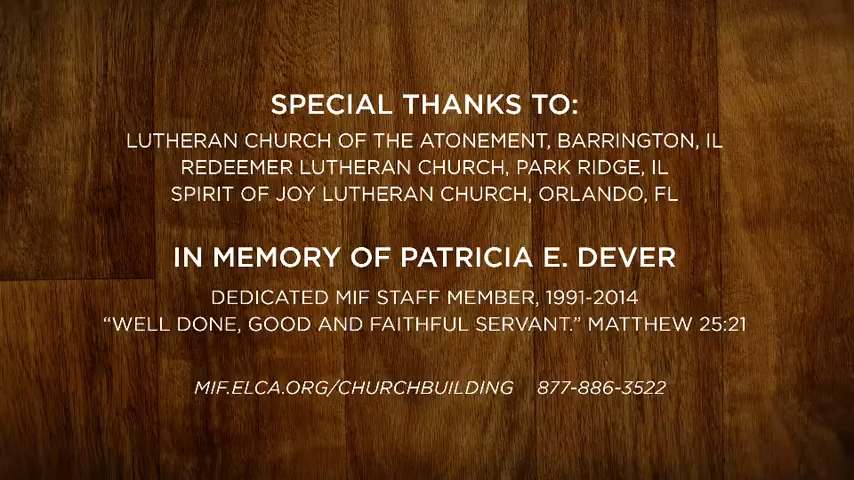 SPECIAL THANKS TO:
LUTHERAN CHURCH OF THE ATONEMENT, BARRINGTON, IL
REDEEMER LUTHERAN CHURCH, PARK RIDGE, IL
SPIRIT OF JOY LUTHERAN CHURCH, ORLANDO, FL
IN MEMORY OF PATRICIA E. DEVER
DEDICATED MIF STAFF MEMBER, 1991-2014
“WELL DONE, GOOD AND FAITHFUL SERVANT.” MATTHEW 25:21
MIF.ELCA.ORG/CHURCHBUILDING 877-886-3522